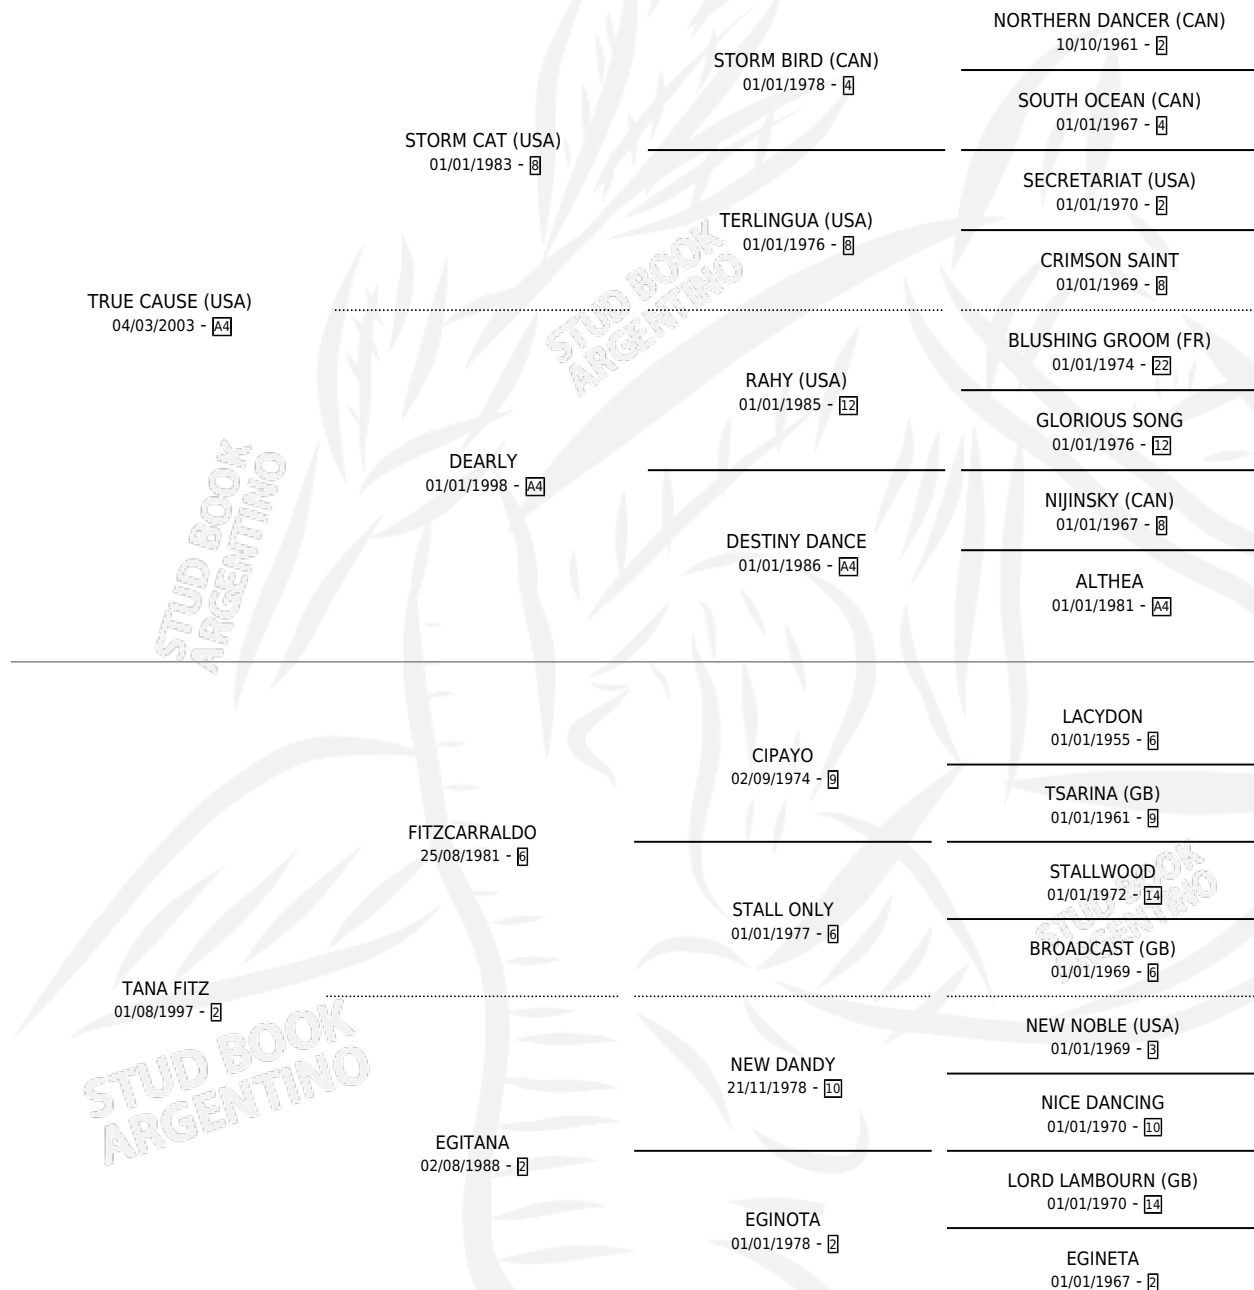 NORTHERN DANCER (CAN)
10/10/1961 - 2
STORM BIRD (CAN)
01/01/1978 - 4
SOUTH OCEAN (CAN)
01/01/1967 - 4
STORM CAT (USA)
01/01/1983 - 8
SECRETARIAT (USA)
01/01/1970 - 2
TERLINGUA (USA)
01/01/1976 - 8
CRIMSON SAINT
01/01/1969 - 8
TRUE CAUSE (USA)
04/03/2003 - A4
BLUSHING GROOM (FR)
01/01/1974 - 22
RAHY (USA)
01/01/1985 - 12
GLORIOUS SONG
01/01/1976 - 12
DEARLY
01/01/1998 - A4
NIJINSKY (CAN)
01/01/1967 - 8
DESTINY DANCE
01/01/1986 - A4
ALTHEA
01/01/1981 - A4
LACYDON
01/01/1955 - 6
CIPAYO
02/09/1974 - 9
TSARINA (GB)
01/01/1961 - 9
FITZCARRALDO
25/08/1981 - 6
STALLWOOD
01/01/1972 - 14
STALL ONLY
01/01/1977 - 6
BROADCAST (GB)
01/01/1969 - 6
TANA FITZ
01/08/1997 - 2
NEW NOBLE (USA)
01/01/1969 - 3
NEW DANDY
21/11/1978 - 10
NICE DANCING
01/01/1970 - 10
EGITANA
02/08/1988 - 2
LORD LAMBOURN (GB)
01/01/1970 - 14
EGINOTA
01/01/1978 - 2
EGINETA
01/01/1967 - 2
STUD BOOK
ARGENTINO
STUD BOOK
ARGENTINO
STUD BOOK
ARGENTINO
STUD BOOK
ARGENTINO